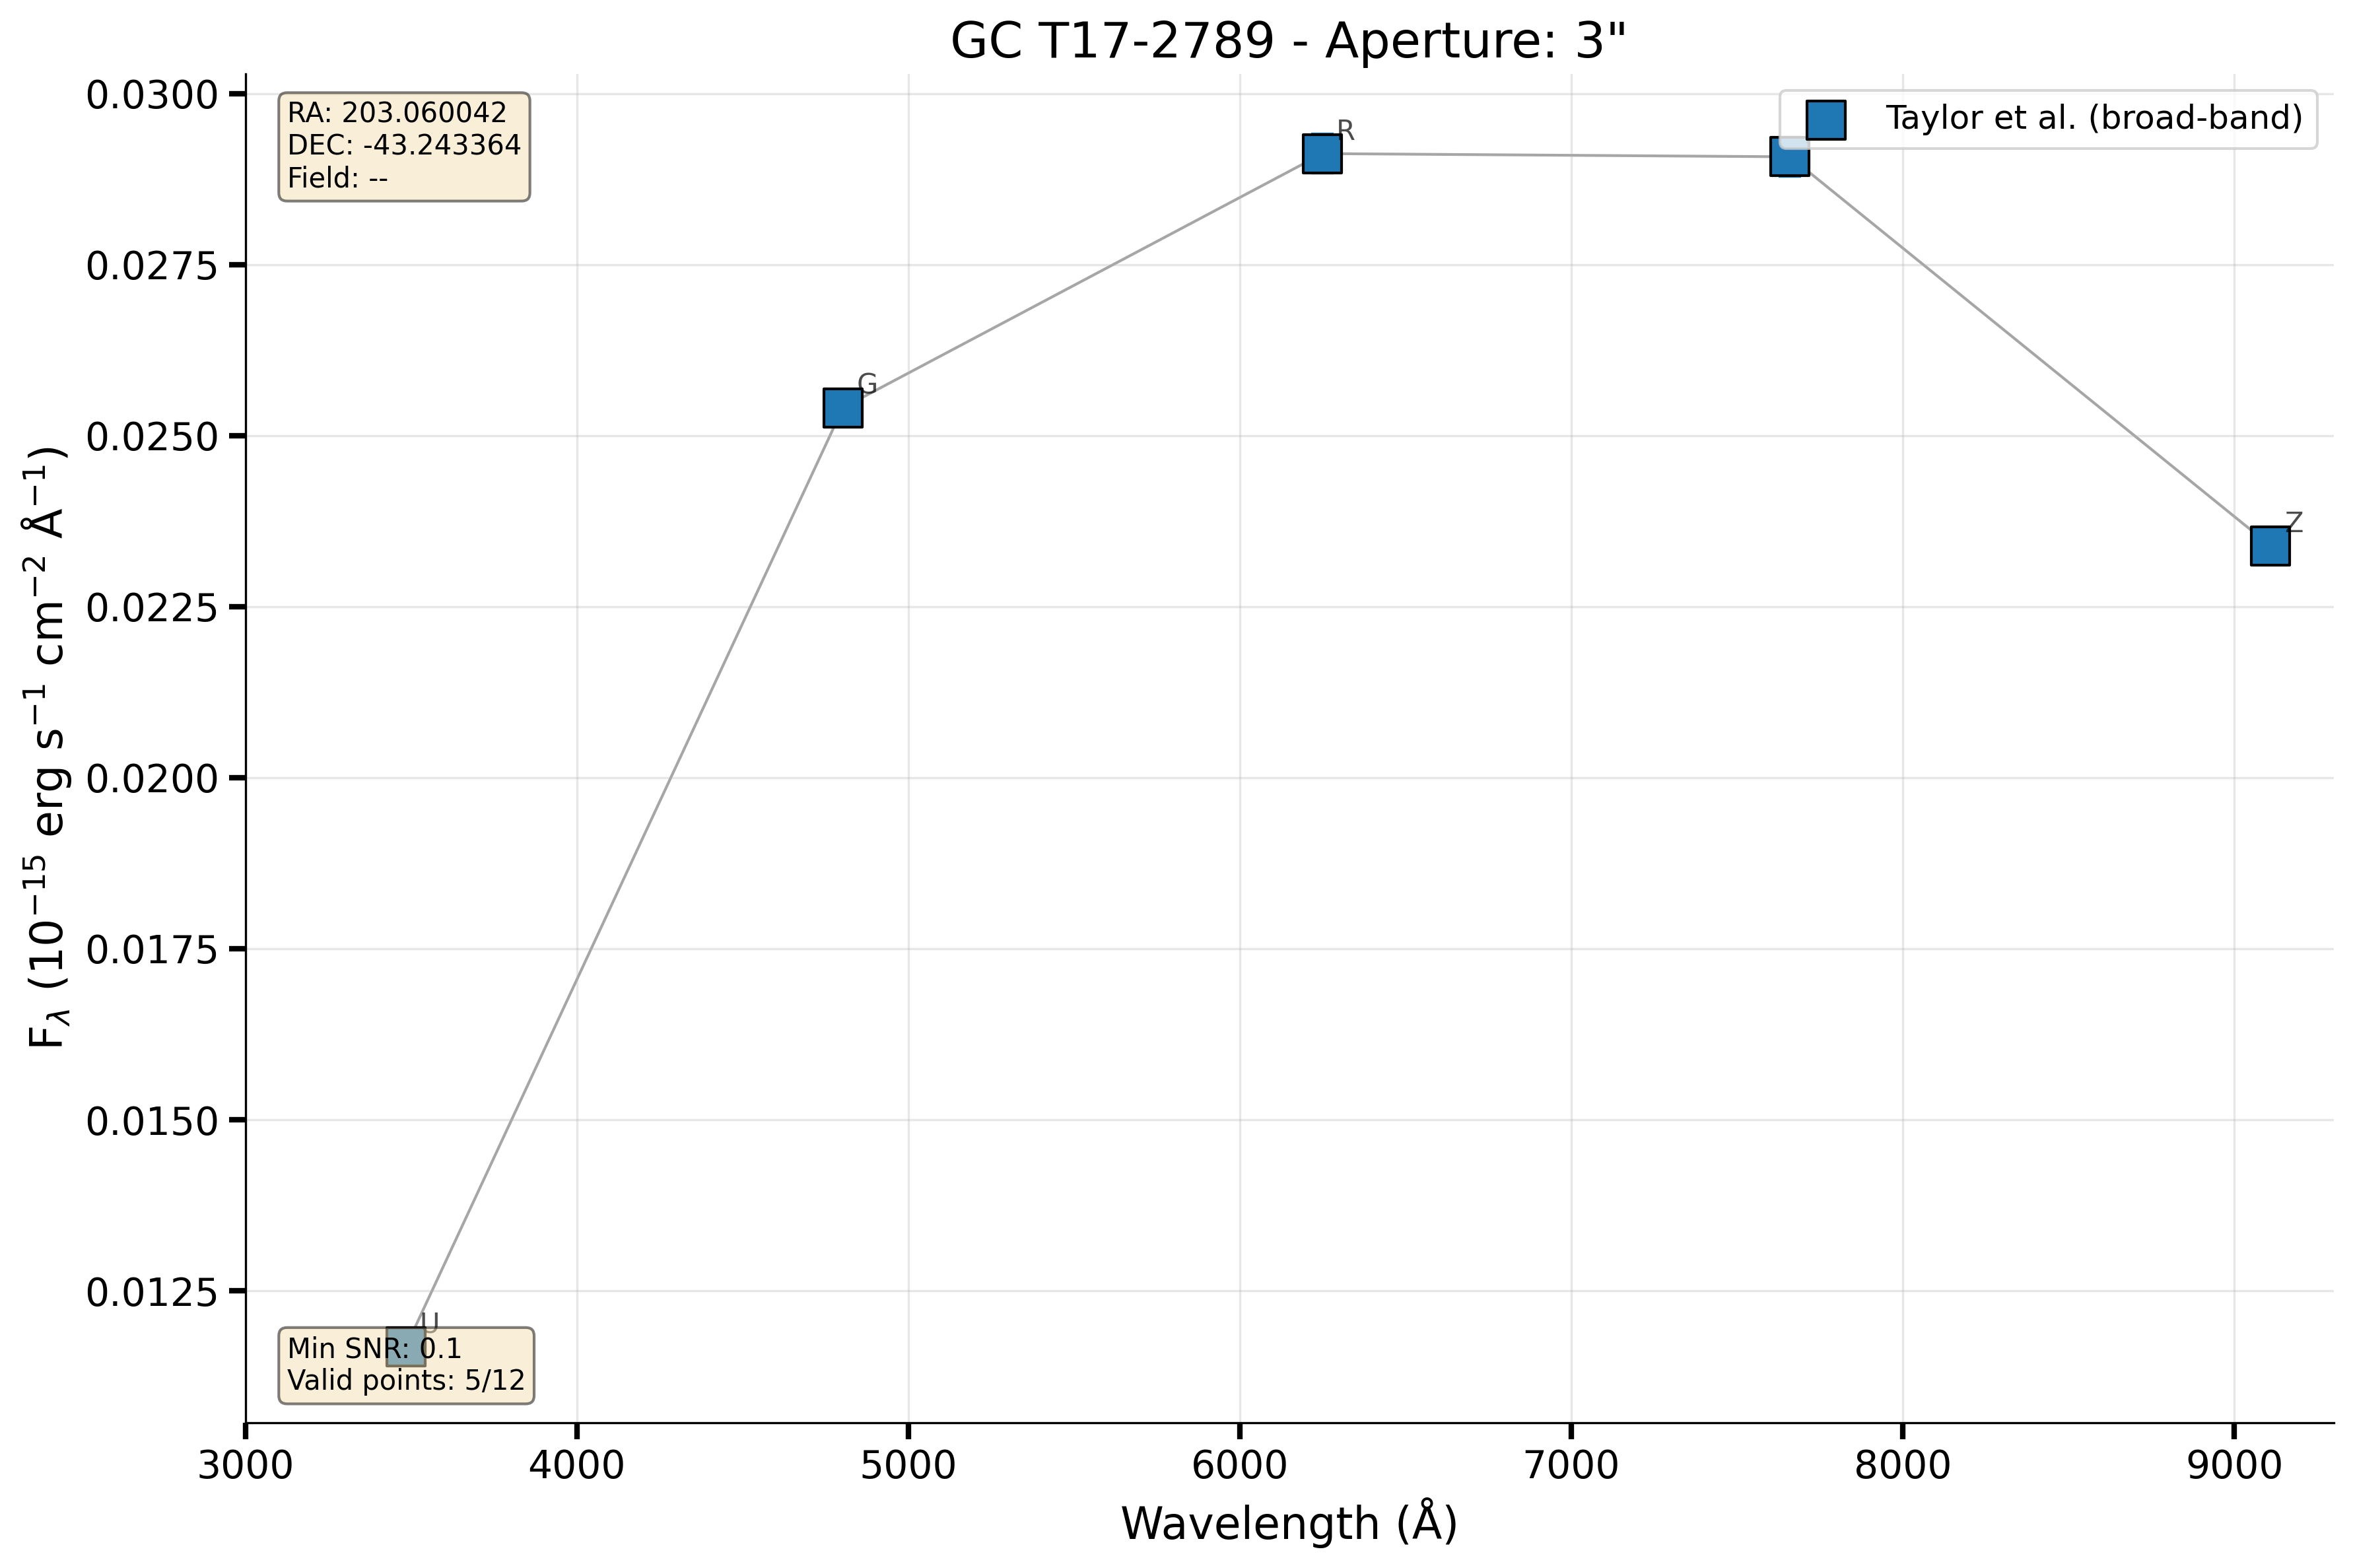 GC T17-2789 - Aperture: 3"
RA: 203.060042
DEC: -43.243364
Field: --
Taylor et al. (broad-band)
R
G
Z
U
Min SNR: 0.1
Valid points: 5/12
0.0300
0.0275
0.0250
0.0225
0.0200
0.0175
0.0150
0.0125
F_λ (10⁻¹⁵ erg s⁻¹ cm⁻² Å⁻¹)
3000 4000 5000 6000 7000 8000 9000
Wavelength (Å)